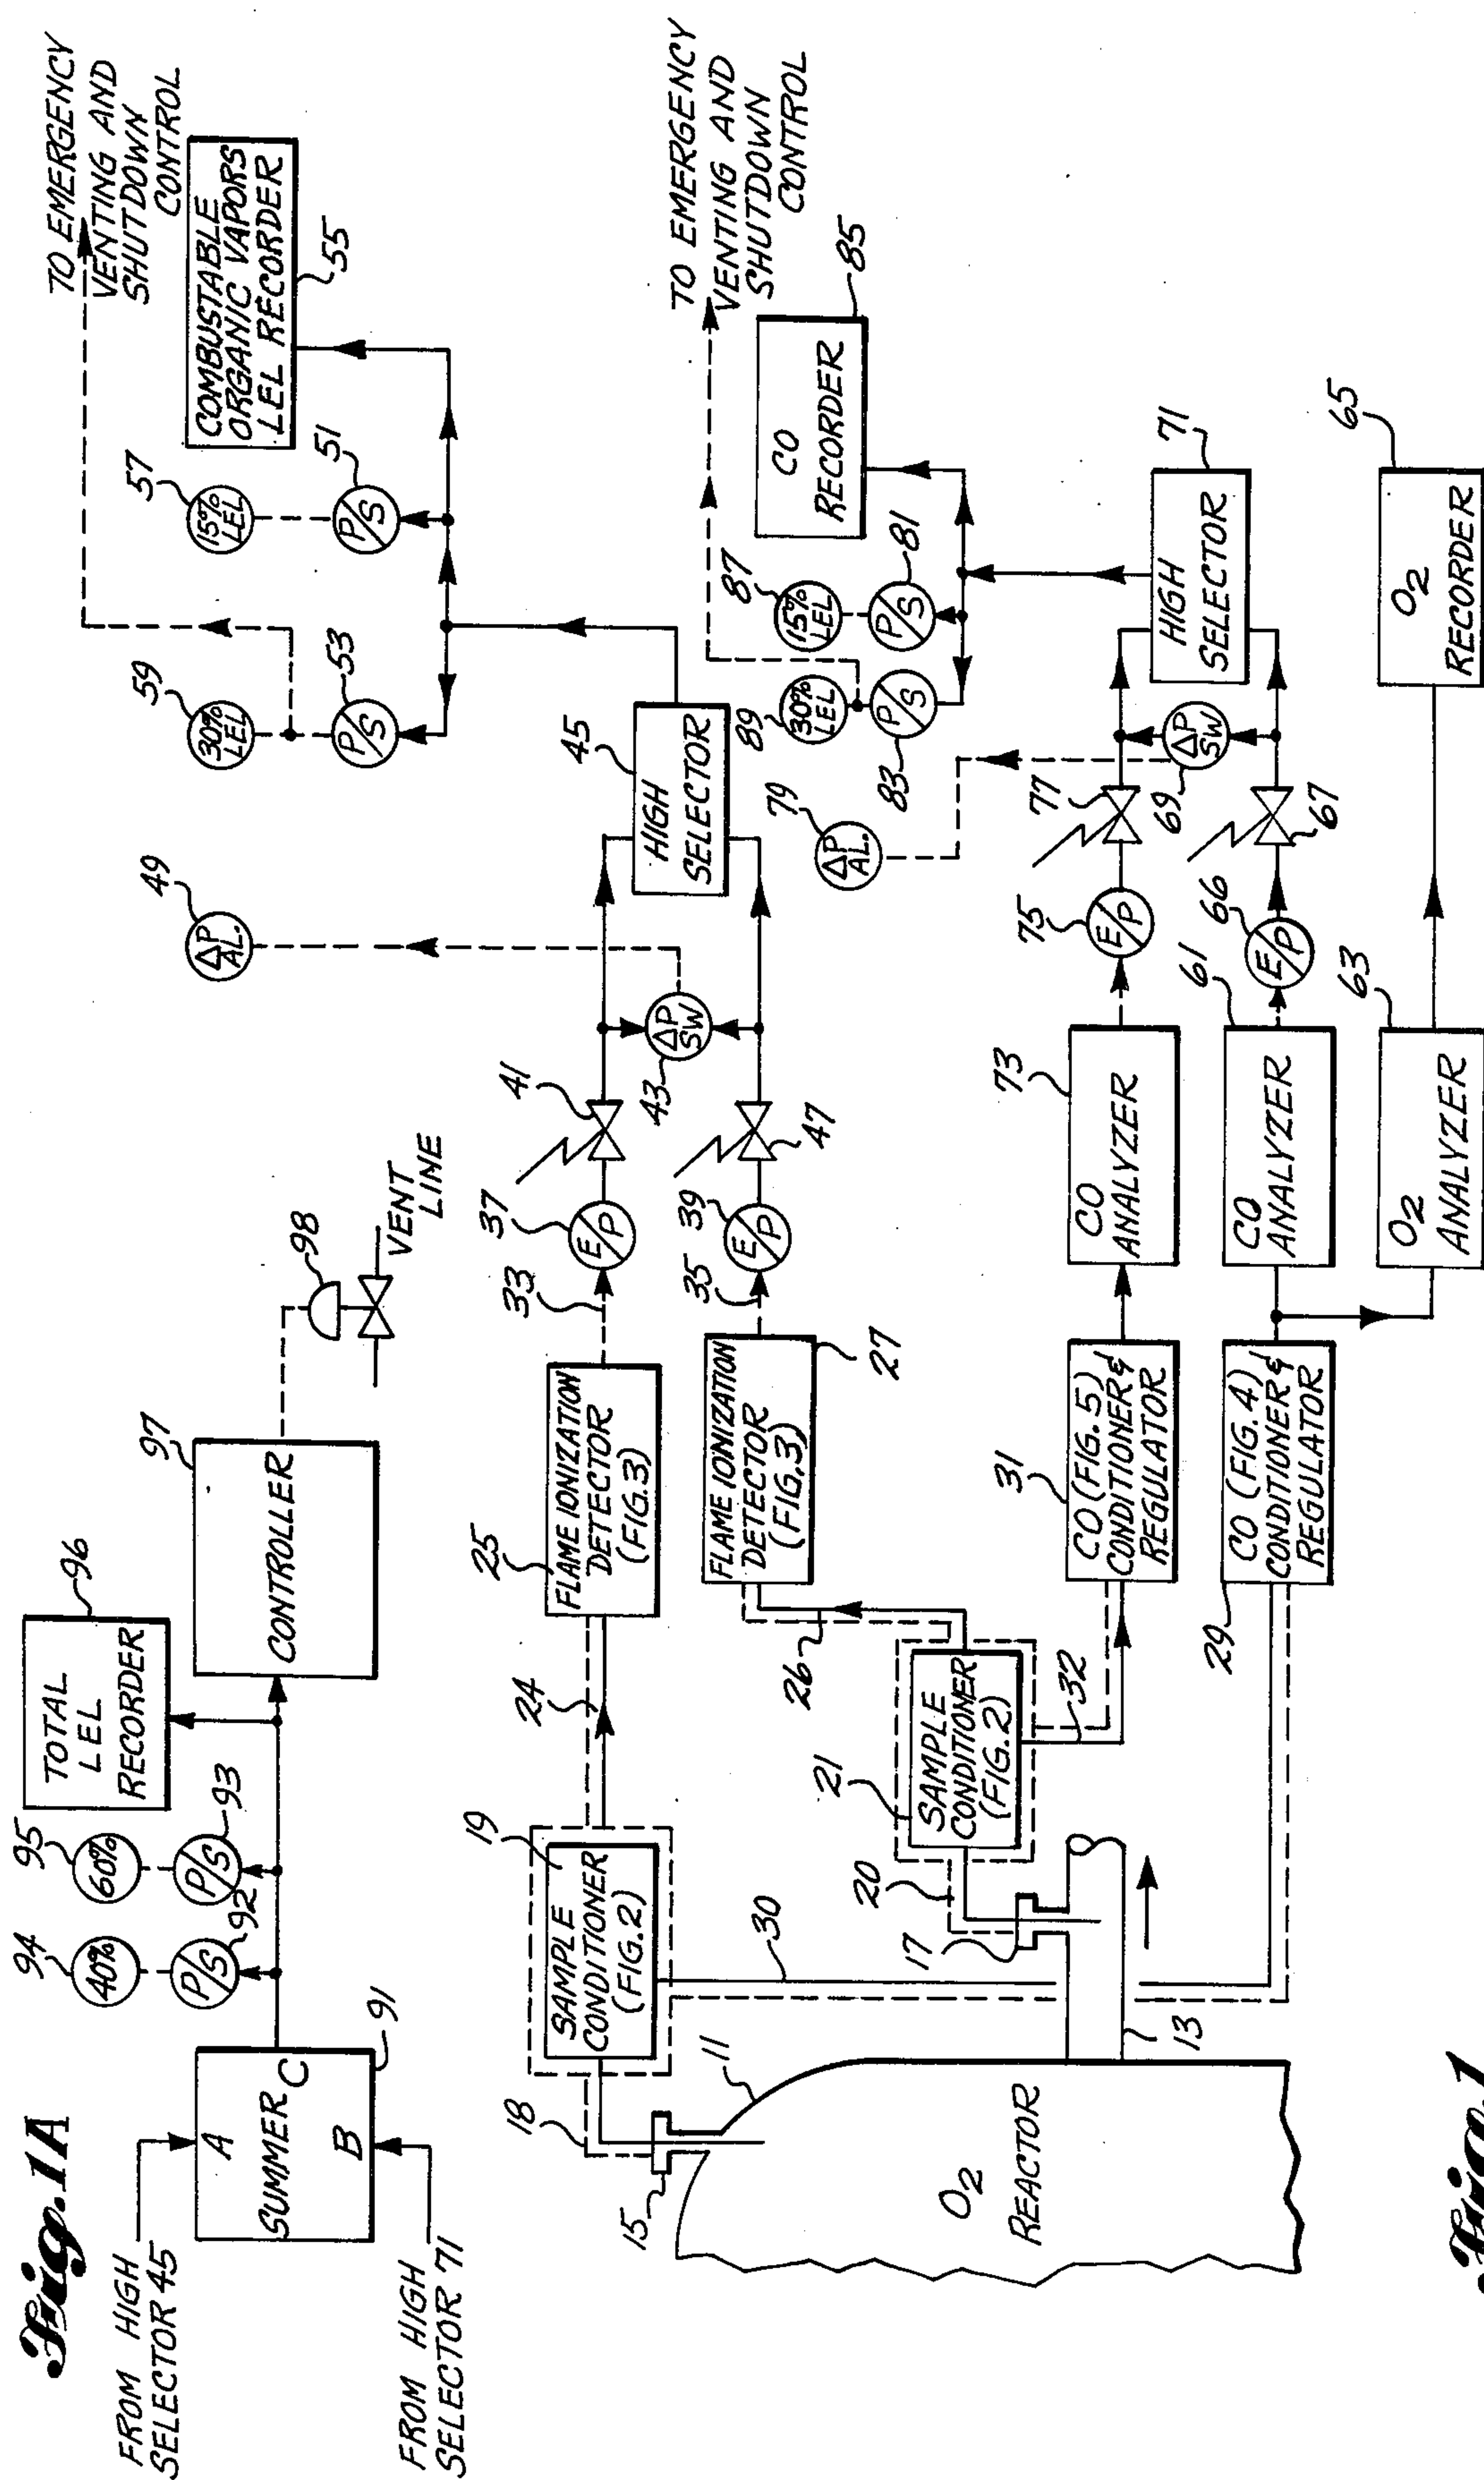 Fig.1A
FROM HIGH
SELECTOR 45
FROM HIGH
SELECTOR 71
A
SUMMER
C
B
91
94
40%
P/S
92
95
60%
P/S
93
TOTAL
LEL
RECORDER
96
CONTROLLER
97
98
VENT
LINE
O2
REACTOR
11
13
15
18
19
SAMPLE
CONDITIONER
(FIG.2)
30
17
20
21
SAMPLE
CONDITIONER
(FIG.2)
24
26
32
25
FLAME IONIZATION
DETECTOR
(FIG.3)
FLAME IONIZATION
DETECTOR
(FIG.3)
27
31
CO (FIG. 5)
CONDITIONER &
REGULATOR
29
CO (FIG. 4)
CONDITIONER &
REGULATOR
33
35
37
E/P
39
E/P
41
47
43
ΔP
SW
49
ΔP
AL.
45
HIGH
SELECTOR
59
30%
LEL
53
P/S
57
15%
LEL
51
P/S
COMBUSTABLE
ORGANIC VAPORS
LEL RECORDER
55
TO EMERGENCY
VENTING AND
SHUTDOWN
CONTROL
73
CO
ANALYZER
61
CO
ANALYZER
63
O2
ANALYZER
75
E/P
66
E/P
77
67
69
ΔP
SW
79
ΔP
AL.
71
HIGH
SELECTOR
89
30%
LEL
83
P/S
87
15%
LEL
81
P/S
CO
RECORDER
85
TO EMERGENCY
VENTING AND
SHUTDOWN
CONTROL
65
O2
RECORDER
Fig.1